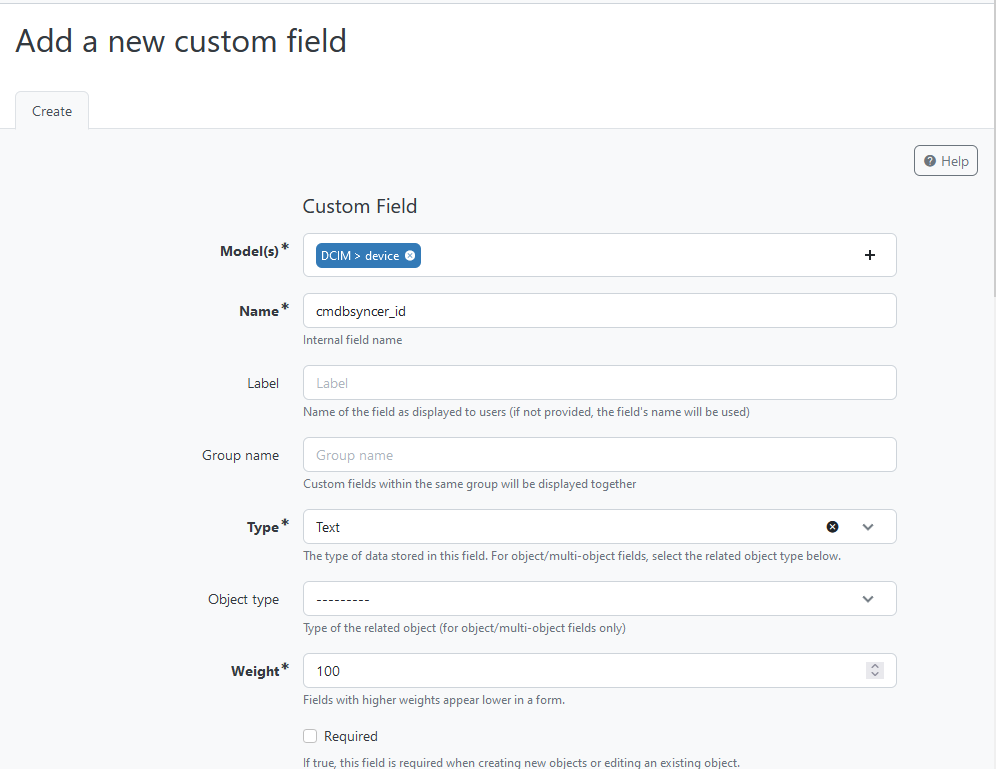 Add a new custom field
Create
Help
Custom Field
Model(s)*
DCIM > device
Name*
cmdbsyncer_id
Internal field name
Label
Label
Name of the field as displayed to users (if not provided, the field's name will be used)
Group name
Group name
Custom fields within the same group will be displayed together
Type*
Text
The type of data stored in this field. For object/multi-object fields, select the related object type below.
Object type
---------
Type of the related object (for object/multi-object fields only)
Weight*
100
Fields with higher weights appear lower in a form.
Required
If true, this field is required when creating new objects or editing an existing object.